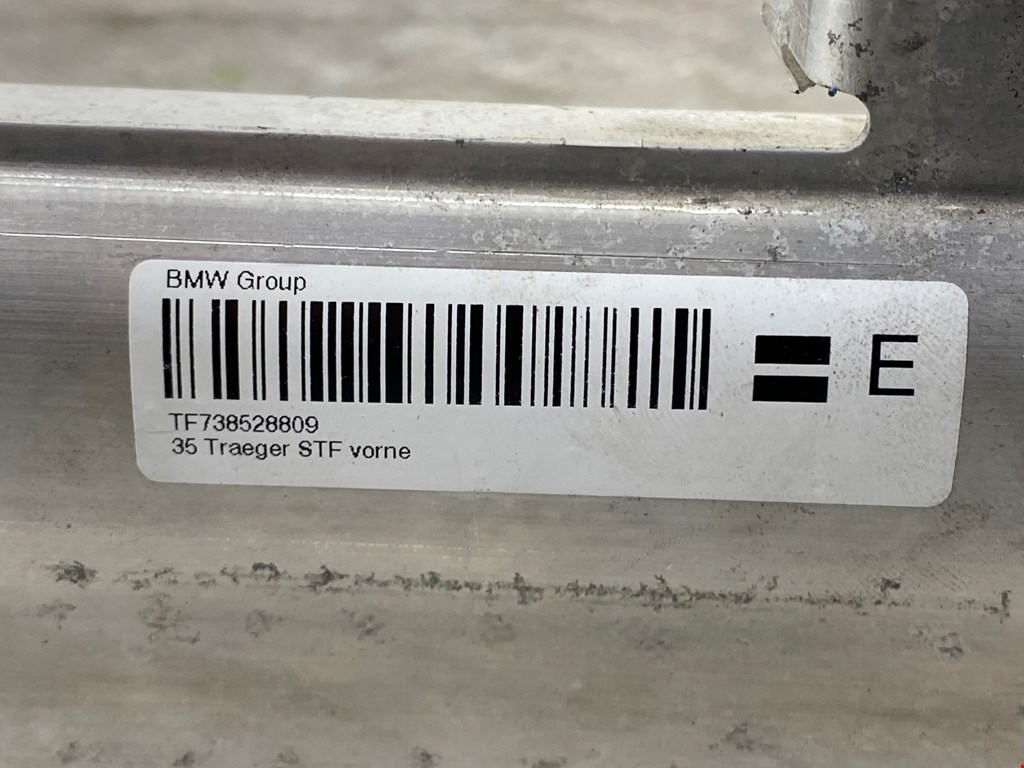 BMW Group
E
TF738528809
35 Traeger STF vorne